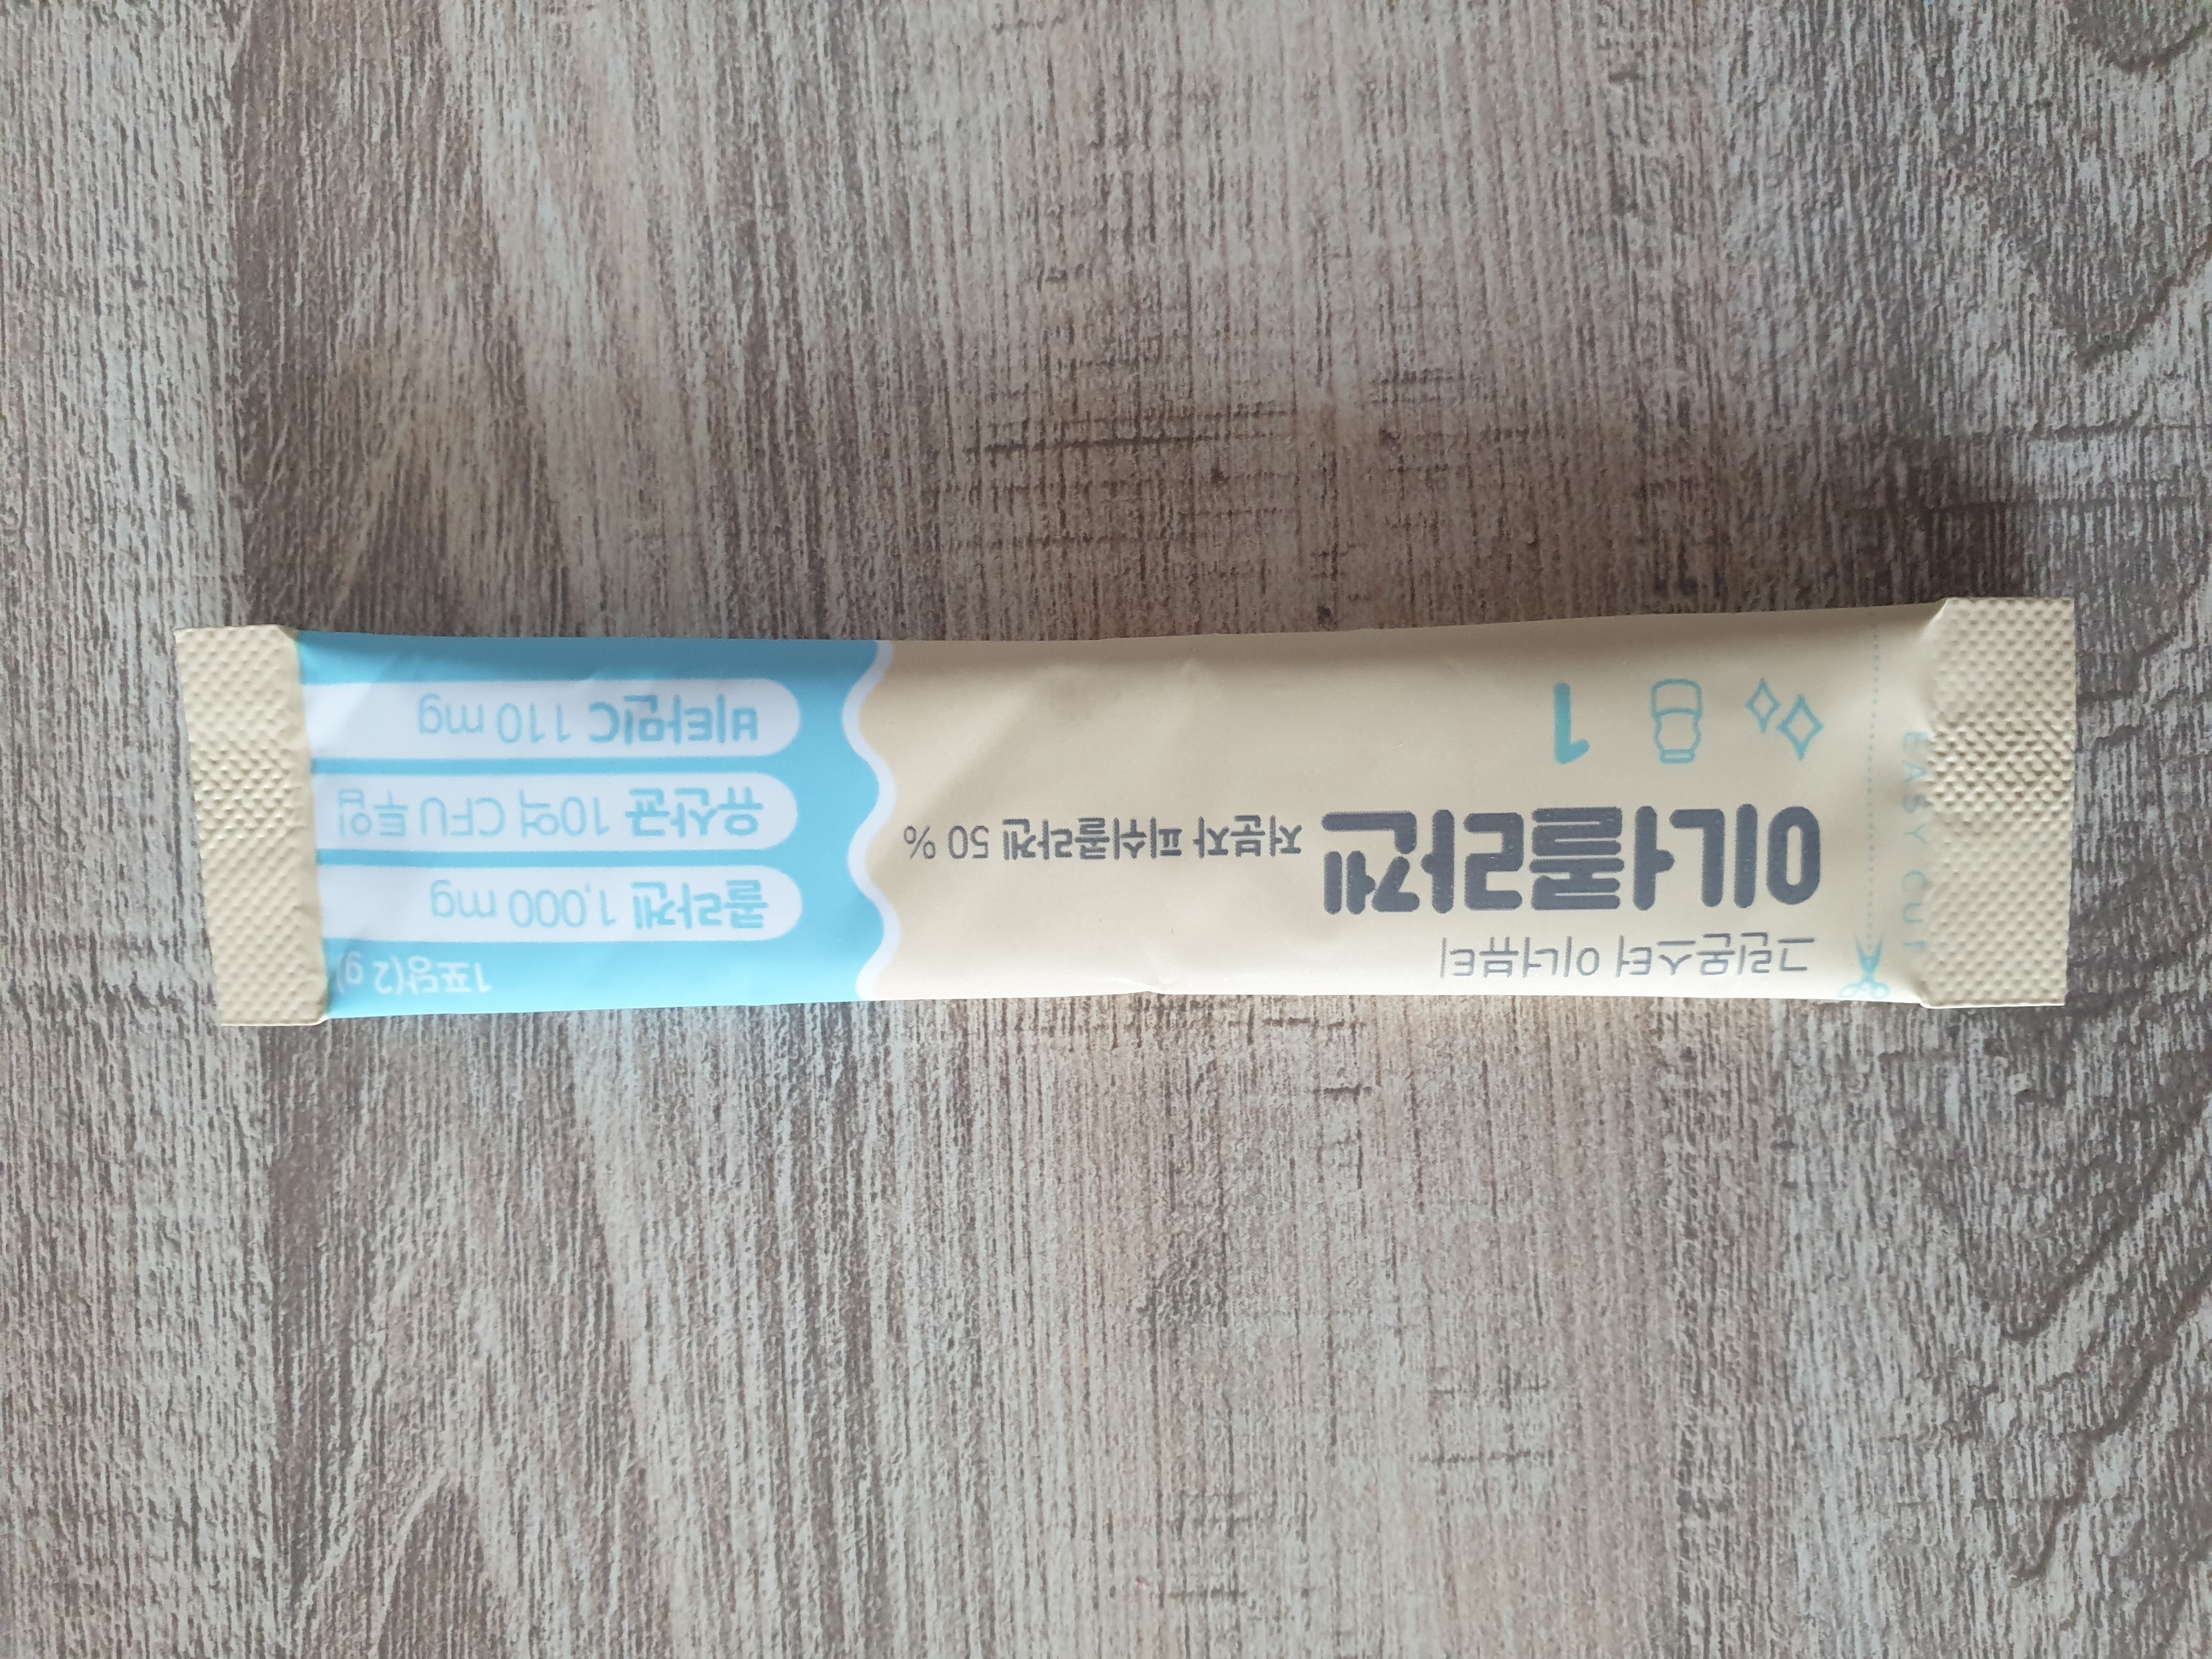 EASY CUT
그린몬스터 이너뷰티
이너콜라겐
저분자 피쉬콜라겐 50 %
1
1포당(2 g)
콜라겐 1,000 mg
유산균 10억 CFU 투입
비타민C 110 mg